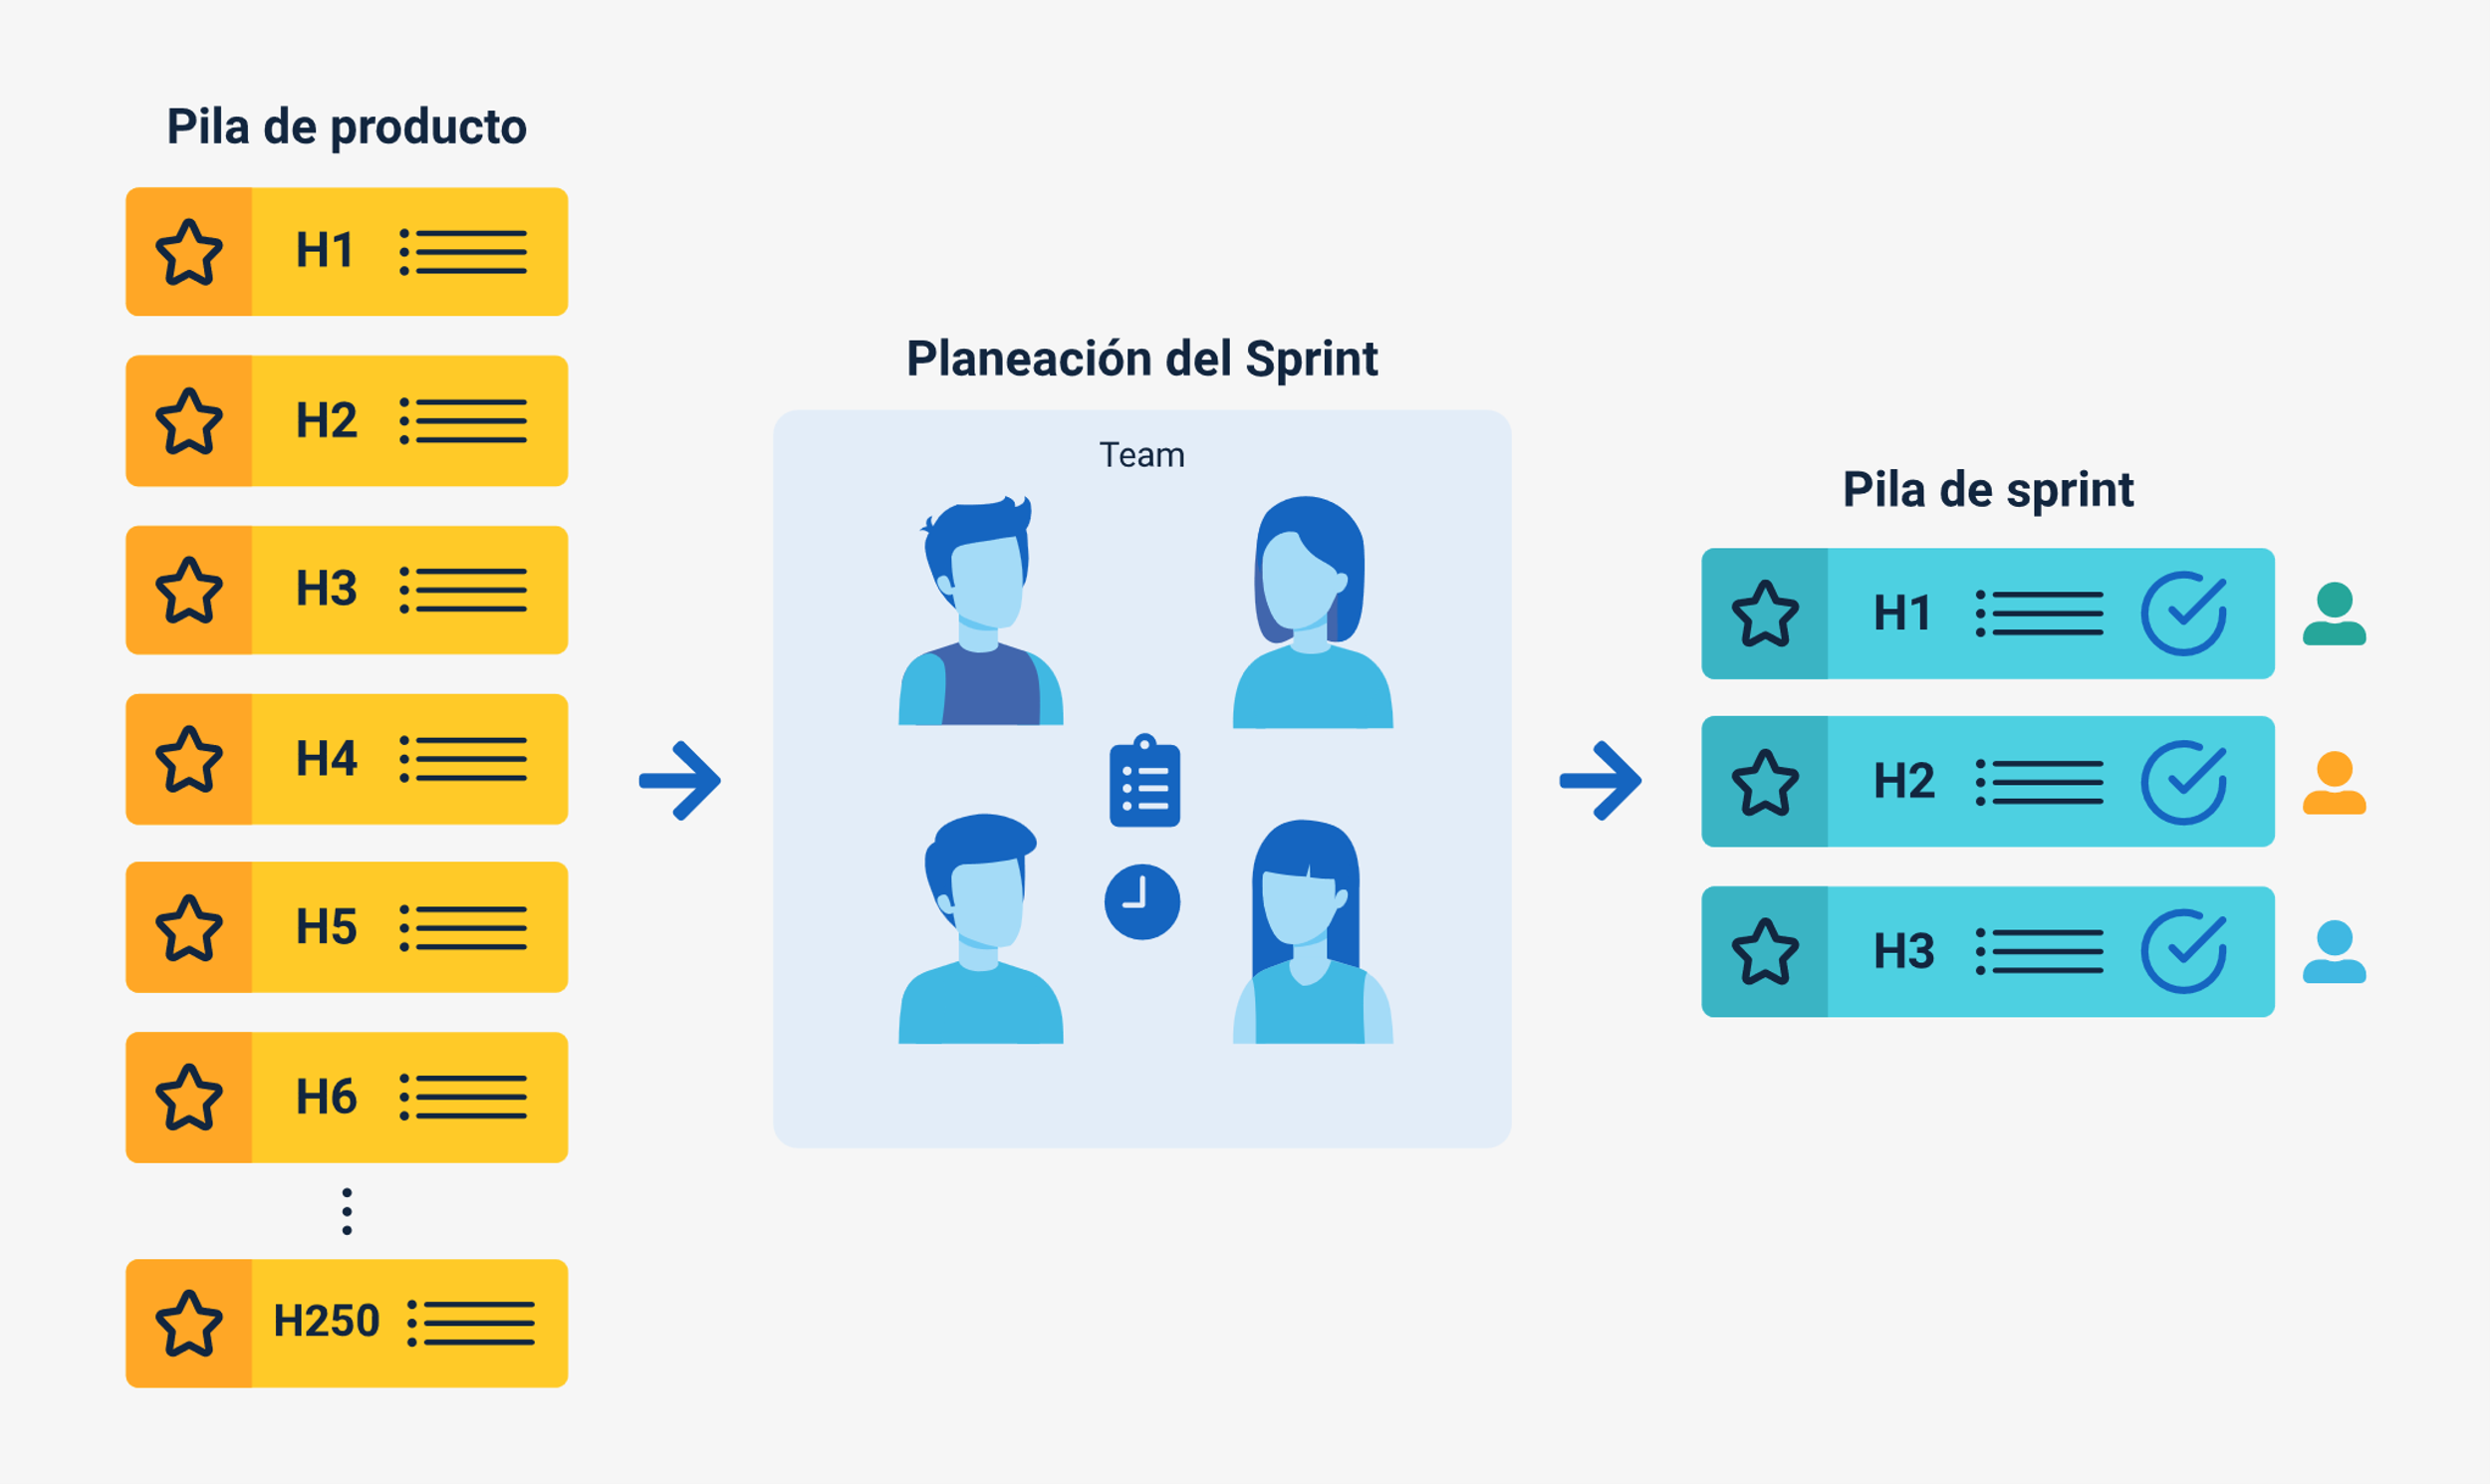 Pila de producto
H1
H2
H3
H4
H5
H6
H250
Planeación del Sprint
Team
Pila de sprint
H1
H2
H3